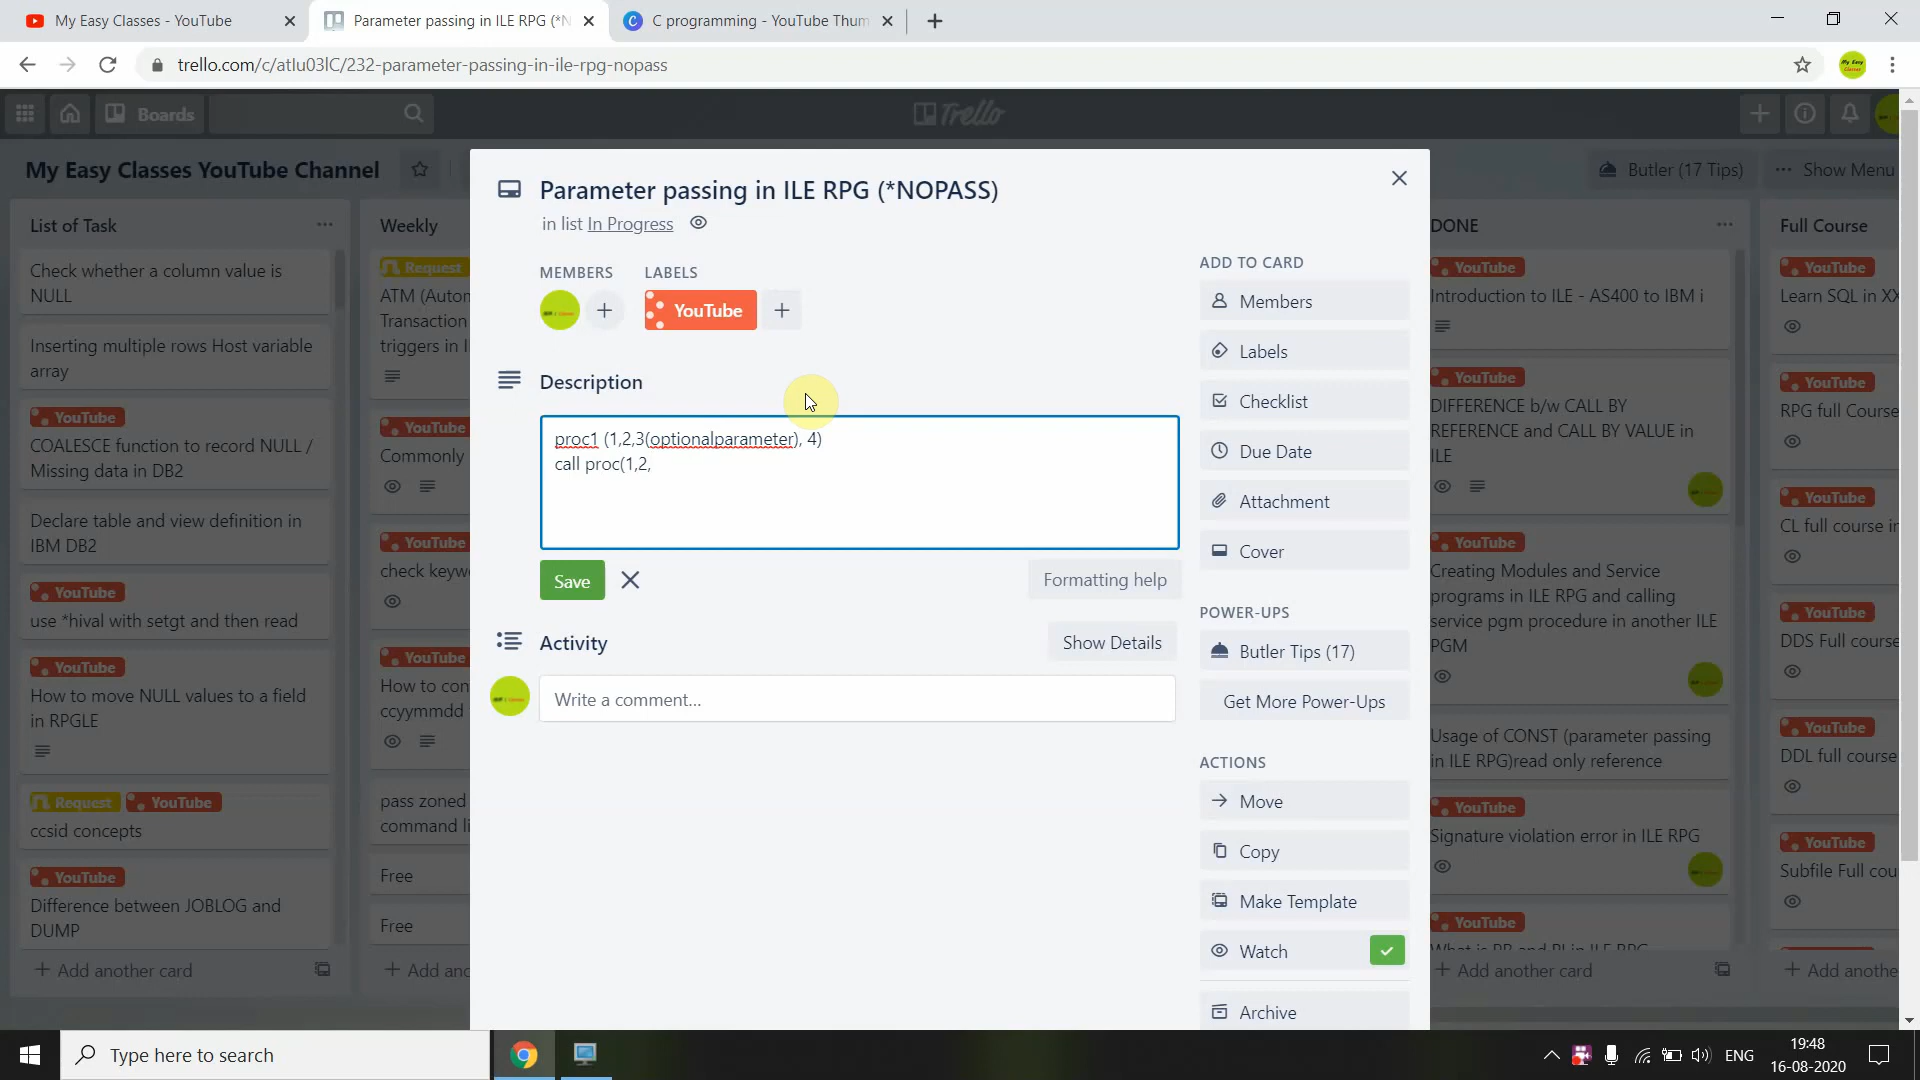 My Easy Classes - YouTube
Parameter passing in ILE RPG (*N
C programming - YouTube Thum
trello.com/c/atlu03lC/232-parameter-passing-in-ile-rpg-nopass
Boards
Trello
My Easy Classes YouTube Channel
Butler (17 Tips)
Show Menu
List of Task
Check whether a column value is
NULL
Inserting multiple rows Host variable
array
YouTube
COALESCE function to record NULL /
Missing data in DB2
Declare table and view definition in
IBM DB2
YouTube
use *hival with setgt and then read
YouTube
How to move NULL values to a field
in RPGLE
Request
YouTube
ccsid concepts
YouTube
Difference between JOBLOG and
DUMP
+ Add another card
Weekly
Request
ATM (Auton
Transaction
triggers in I
YouTube
Commonly
YouTube
check keyw
YouTube
How to con
ccyymmdd
pass zoned
command li
Free
Free
+ Add ano
Parameter passing in ILE RPG (*NOPASS)
in list In Progress
MEMBERS
LABELS
YouTube
Description
proc1 (1,2,3(optionalparameter), 4)
call proc(1,2,
Save
Formatting help
Activity
Show Details
Write a comment...
ADD TO CARD
Members
Labels
Checklist
Due Date
Attachment
Cover
POWER-UPS
Butler Tips (17)
Get More Power-Ups
ACTIONS
Move
Copy
Make Template
Watch
Archive
DONE
YouTube
Introduction to ILE - AS400 to IBM i
YouTube
DIFFERENCE b/w CALL BY
REFERENCE and CALL BY VALUE in
ILE
YouTube
Creating Modules and Service
programs in ILE RPG and calling
service pgm procedure in another ILE
PGM
Usage of CONST (parameter passing
in ILE RPG)read only reference
YouTube
Signature violation error in ILE RPG
YouTube
What is PR and PI in ILE RPG
+ Add another card
Full Course
YouTube
Learn SQL in XX
YouTube
RPG full Course
YouTube
CL full course in
YouTube
DDS Full course
YouTube
DDL full course
YouTube
Subfile Full cou
YouTube
+ Add anothe
Type here to search
ENG
19:48
16-08-2020